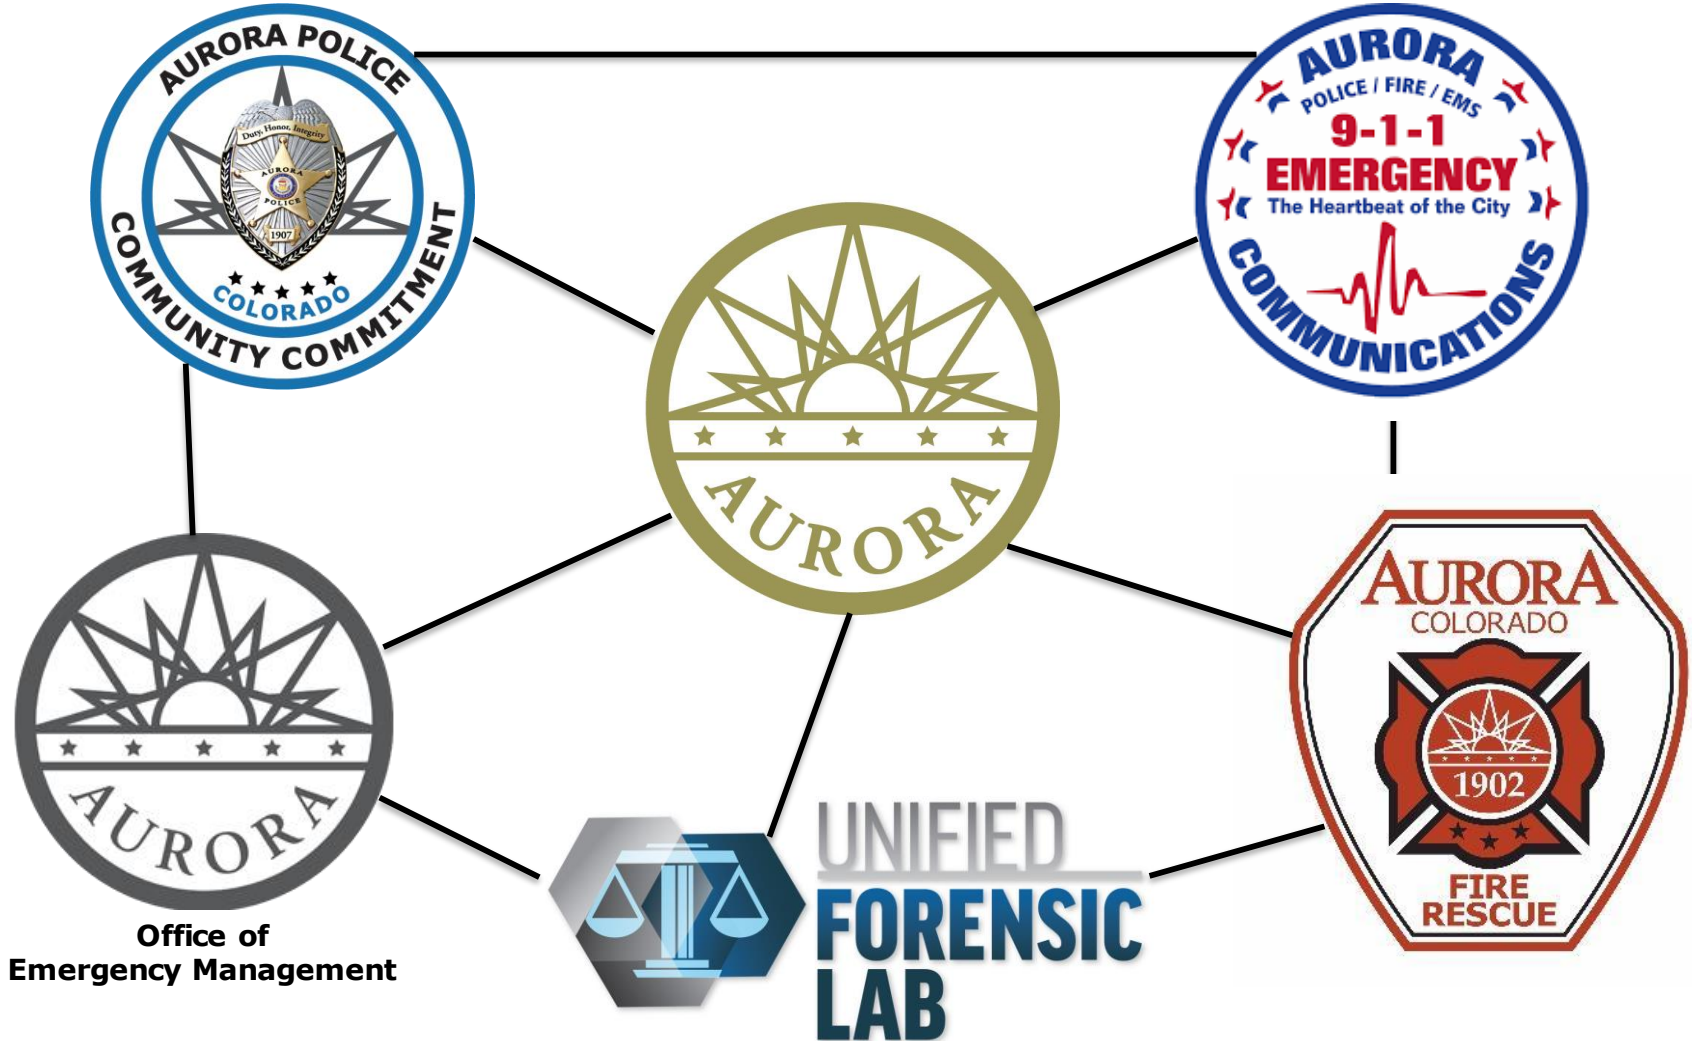 AURORA POLICE
Duty, Honor, Integrity
AURORA
POLICE
1907
COLORADO
COMMUNITY COMMITMENT
AURORA
POLICE / FIRE / EMS
9-1-1
EMERGENCY
The Heartbeat of the City
COMMUNICATIONS
AURORA
AURORA
Office of
Emergency Management
UNIFIED
FORENSIC
LAB
AURORA
COLORADO
1902
FIRE
RESCUE